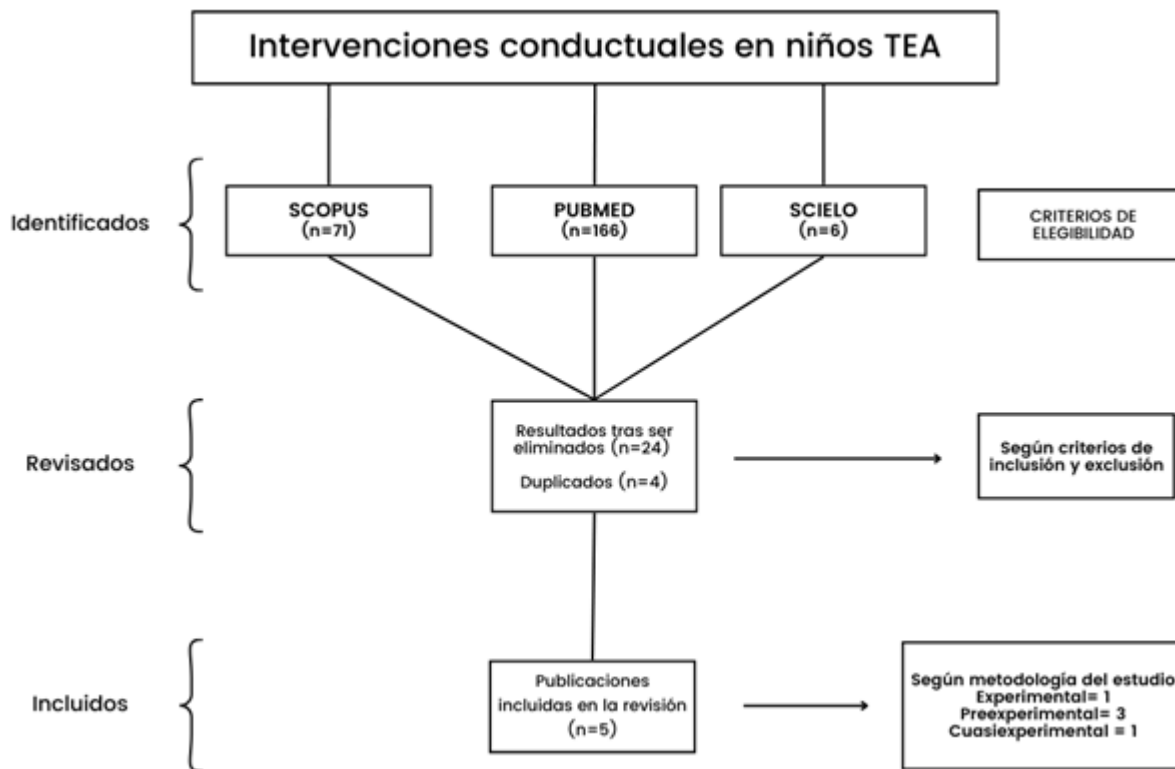 Intervenciones conductuales en niños TEA
Identificados
SCOPUS
(n=71)
PUBMED
(n=166)
SCIELO
(n=6)
CRITERIOS DE
ELEGIBILIDAD
Revisados
Resultados tras ser
eliminados (n=24)
Duplicados (n=4)
Según criterios de
inclusión y exclusión
Incluidos
Publicaciones
incluidas en la revisión
(n=5)
Según metodología del estudio
Experimental= 1
Preexperimental= 3
Cuasiexperimental = 1